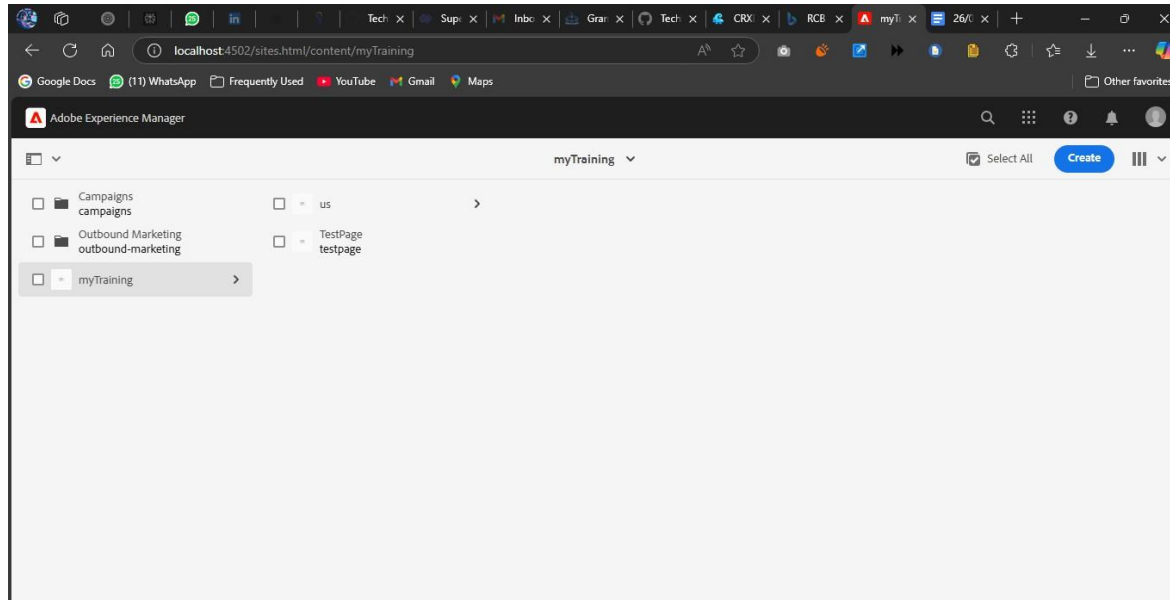 Tech Supe Inbo Gran Tech CRX RCB myTi 26/0
localhost:4502/sites.html/content/myTraining
Google Docs (11) WhatsApp Frequently Used YouTube Gmail Maps Other favorites
Adobe Experience Manager
myTraining Select All Create
Campaigns
campaigns
us
Outbound Marketing
outbound-marketing
TestPage
testpage
myTraining